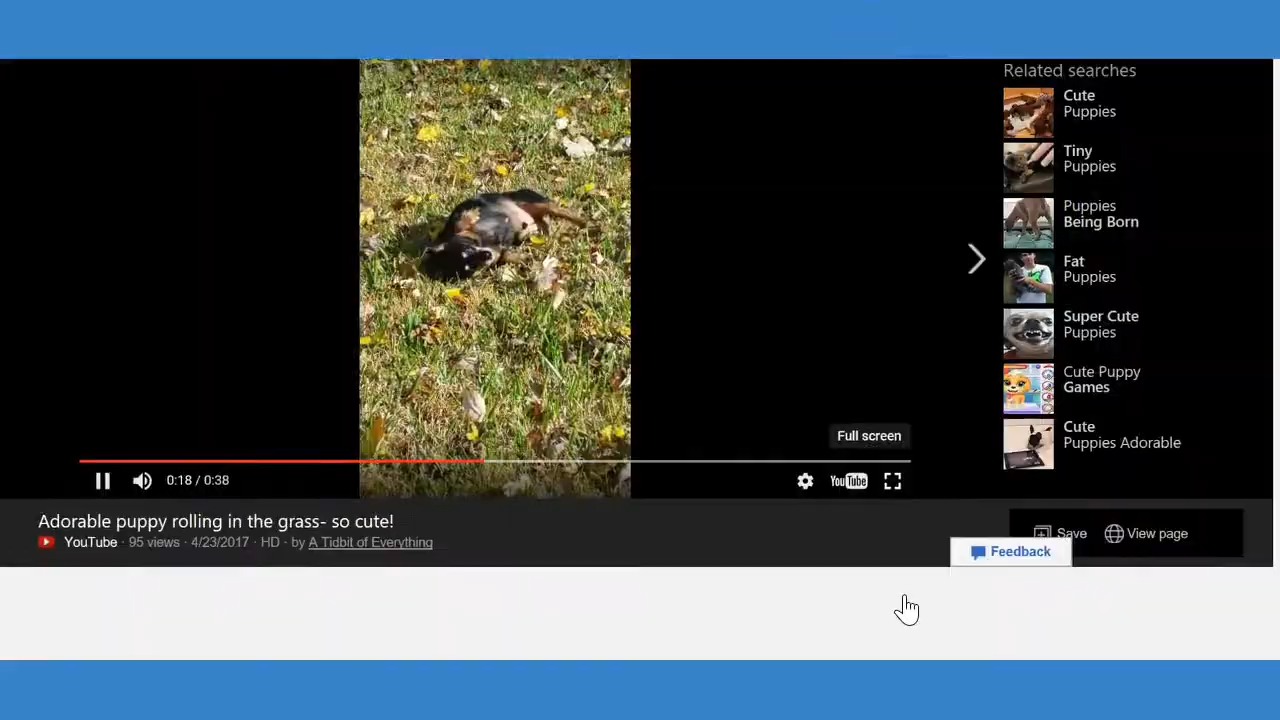 Related searches
Cute
Puppies
Tiny
Puppies
Puppies
Being Born
Fat
Puppies
Super Cute
Puppies
Cute Puppy
Games
Cute
Puppies Adorable
Full screen
0:18 / 0:38
YouTube
Adorable puppy rolling in the grass- so cute!
YouTube · 95 views · 4/23/2017 · HD · by A Tidbit of Everything
Save
View page
Feedback